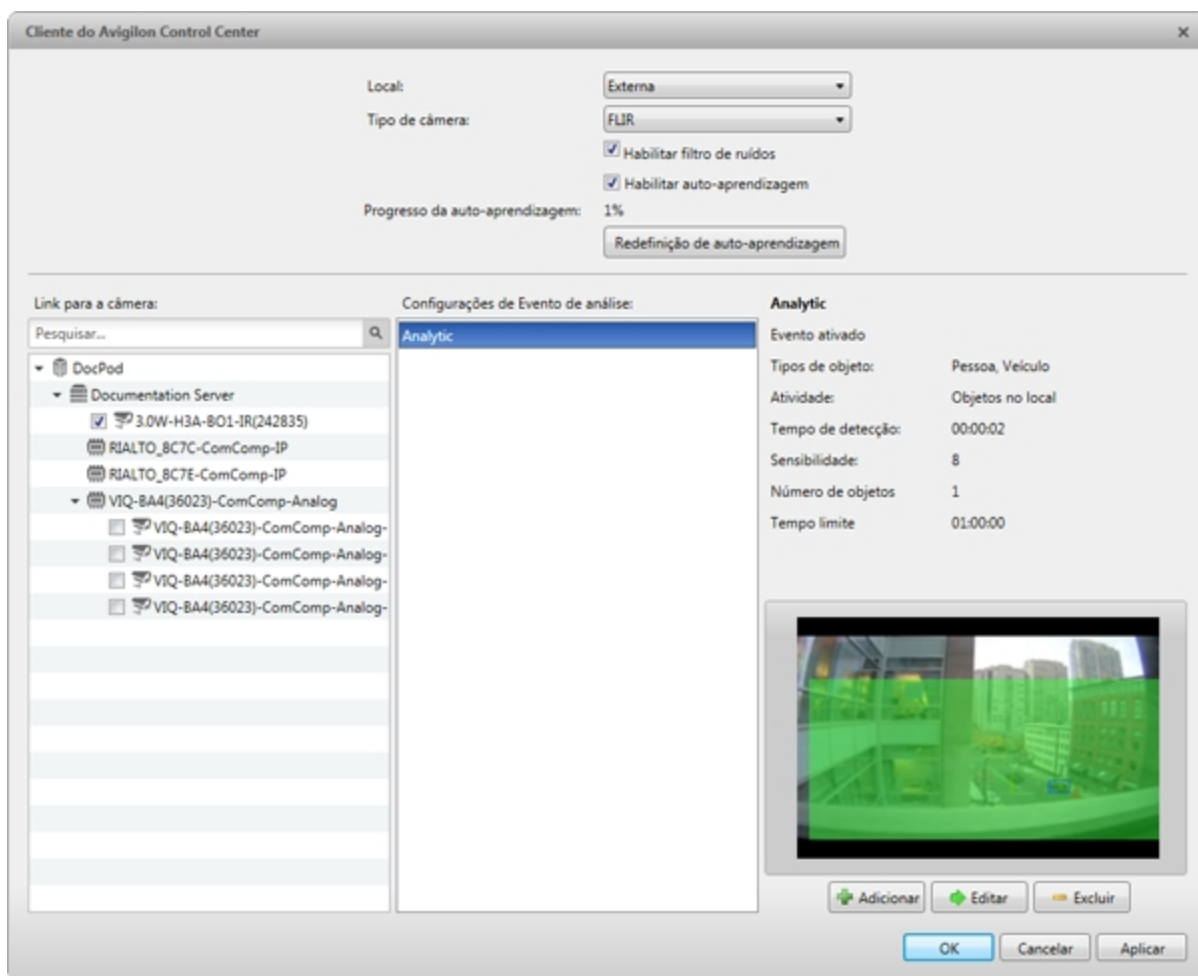 Cliente do Avigilon Control Center
Local: Externa
Tipo de câmera: FLIR
Habilitar filtro de ruídos
Habilitar auto-aprendizagem
Progresso da auto-aprendizagem: 1%
Redefinição de auto-aprendizagem
Link para a câmera:
Pesquisar...
DocPod
Documentation Server
3.0W-H3A-BO1-IR(242835)
RIALTO_8C7C-ComComp-IP
RIALTO_8C7E-ComComp-IP
VIQ-BA4(36023)-ComComp-Analog
VIQ-BA4(36023)-ComComp-Analog-
VIQ-BA4(36023)-ComComp-Analog-
VIQ-BA4(36023)-ComComp-Analog-
VIQ-BA4(36023)-ComComp-Analog-
Configurações de Evento de análise:
Analytic
Analytic
Evento ativado
Tipos de objeto: Pessoa, Veículo
Atividade: Objetos no local
Tempo de detecção: 00:00:02
Sensibilidade: 8
Número de objetos 1
Tempo limite 01:00:00
Adicionar Editar Excluir
OK Cancelar Aplicar